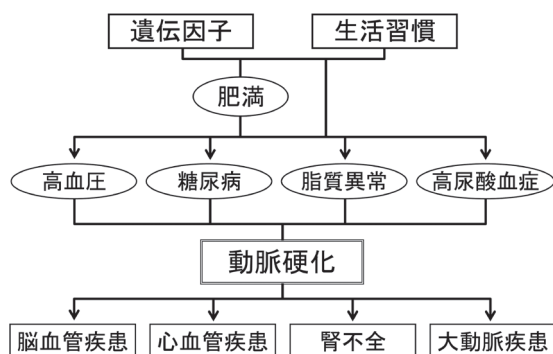 遺伝因子
生活習慣
肥満
高血圧
糖尿病
脂質異常
高尿酸血症
動脈硬化
脳血管疾患
心血管疾患
腎不全
大動脈疾患